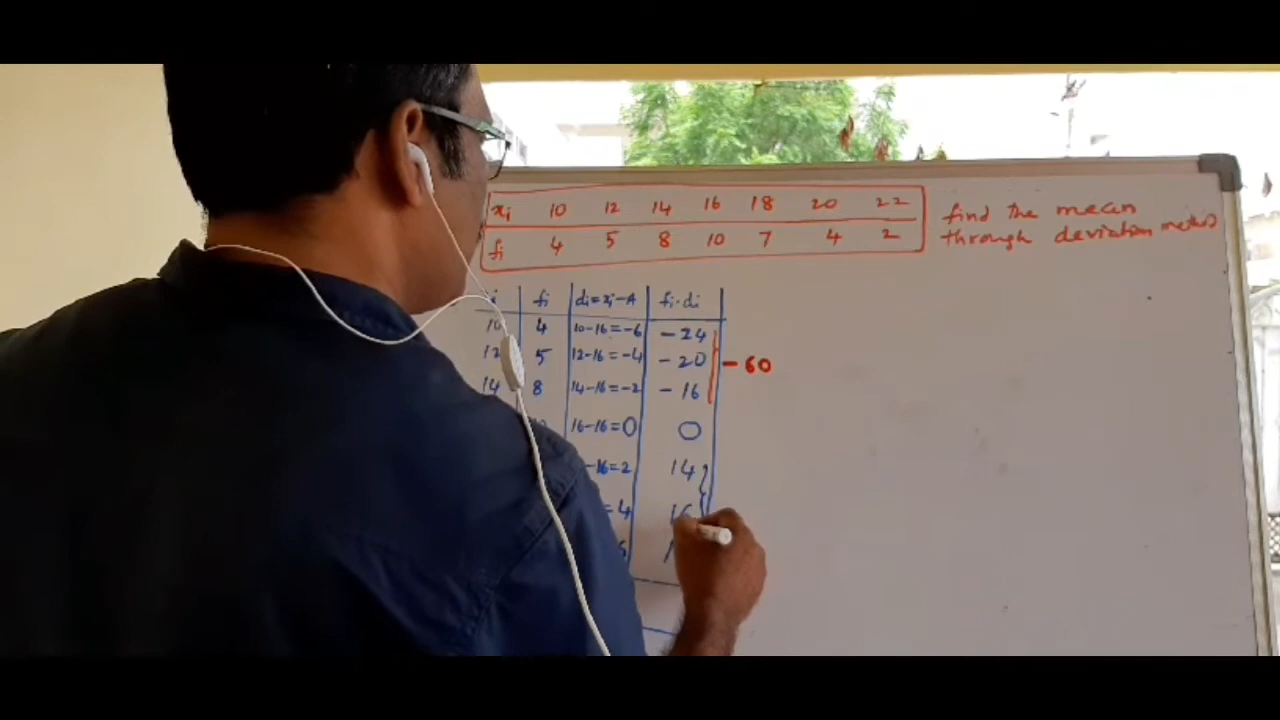 xi 10 12 14 16 18 20 22
fi 4 5 8 10 7 4 2
find the mean
through deviation method
i fi di = xi - A fi.di
10 4 10-16 = -6 -24
12 5 12-16 = -4 -20
14 8 14-16 = -2 -16
-60
16-16 = 0 0
-16 = 2 14
= 4 16